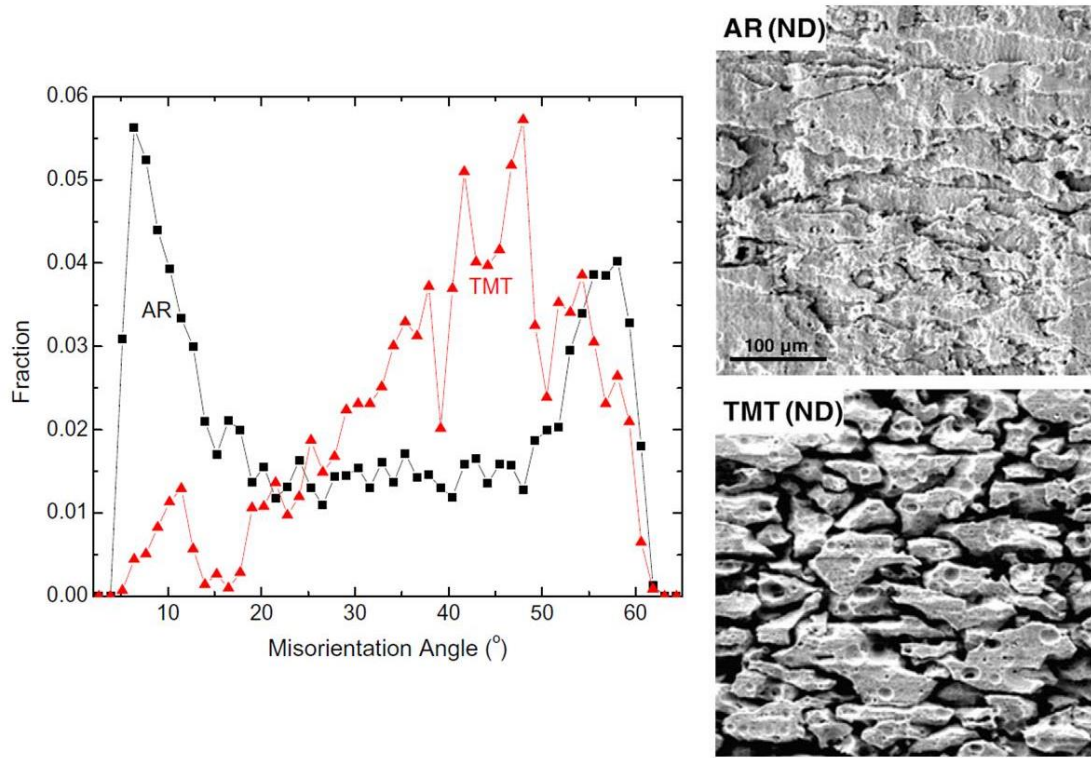 0.06
0.05
0.04
0.03
0.02
0.01
0.00
Fraction
AR
TMT
10 20 30 40 50 60
Misorientation Angle (°)
AR (ND)
100 µm
TMT (ND)